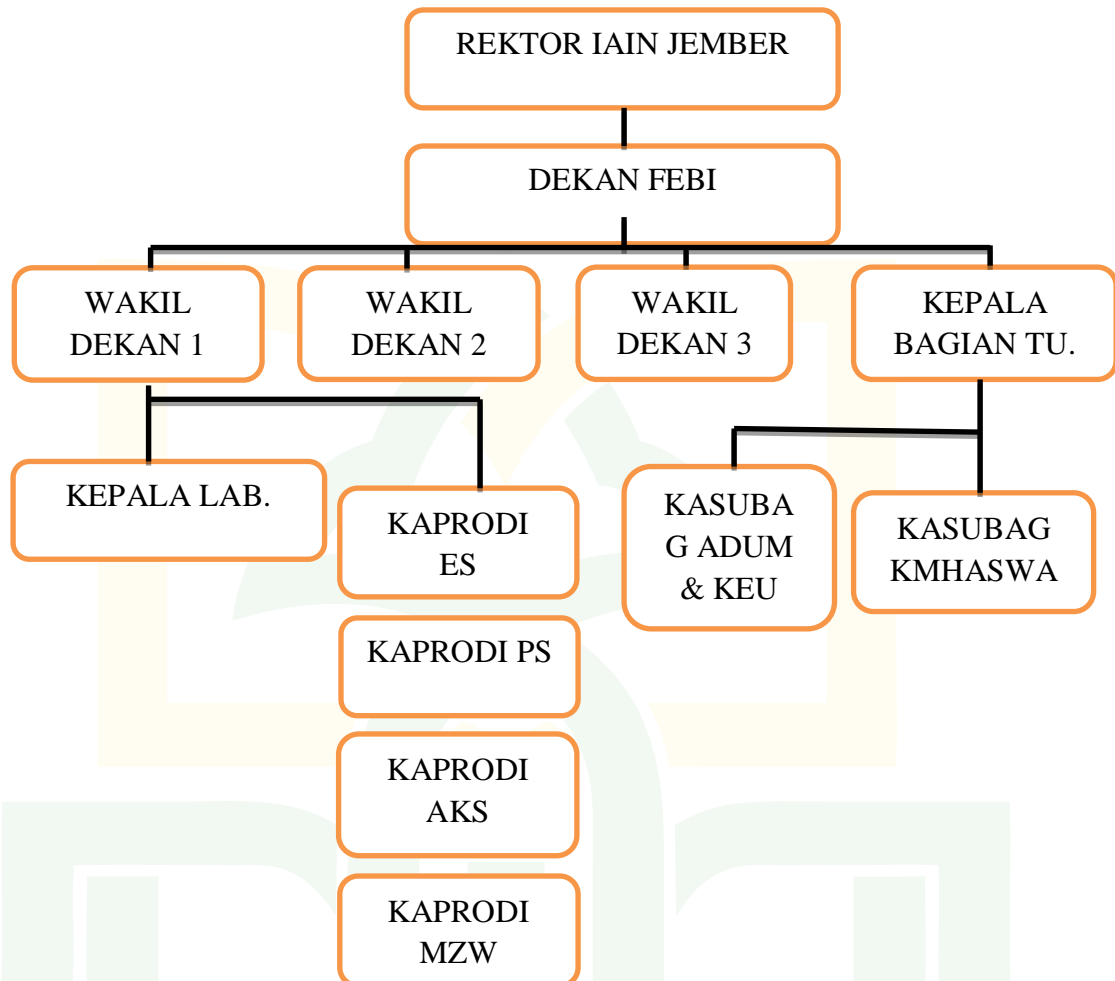 REKTOR IAIN JEMBER
DEKAN FEBI
WAKIL
DEKAN 1
WAKIL
DEKAN 2
WAKIL
DEKAN 3
KEPALA
BAGIAN TU.
KEPALA LAB.
KAPRODI
ES
KASUBA
G ADUM
& KEU
KASUBAG
KMHASWA
KAPRODI PS
KAPRODI
AKS
KAPRODI
MZW